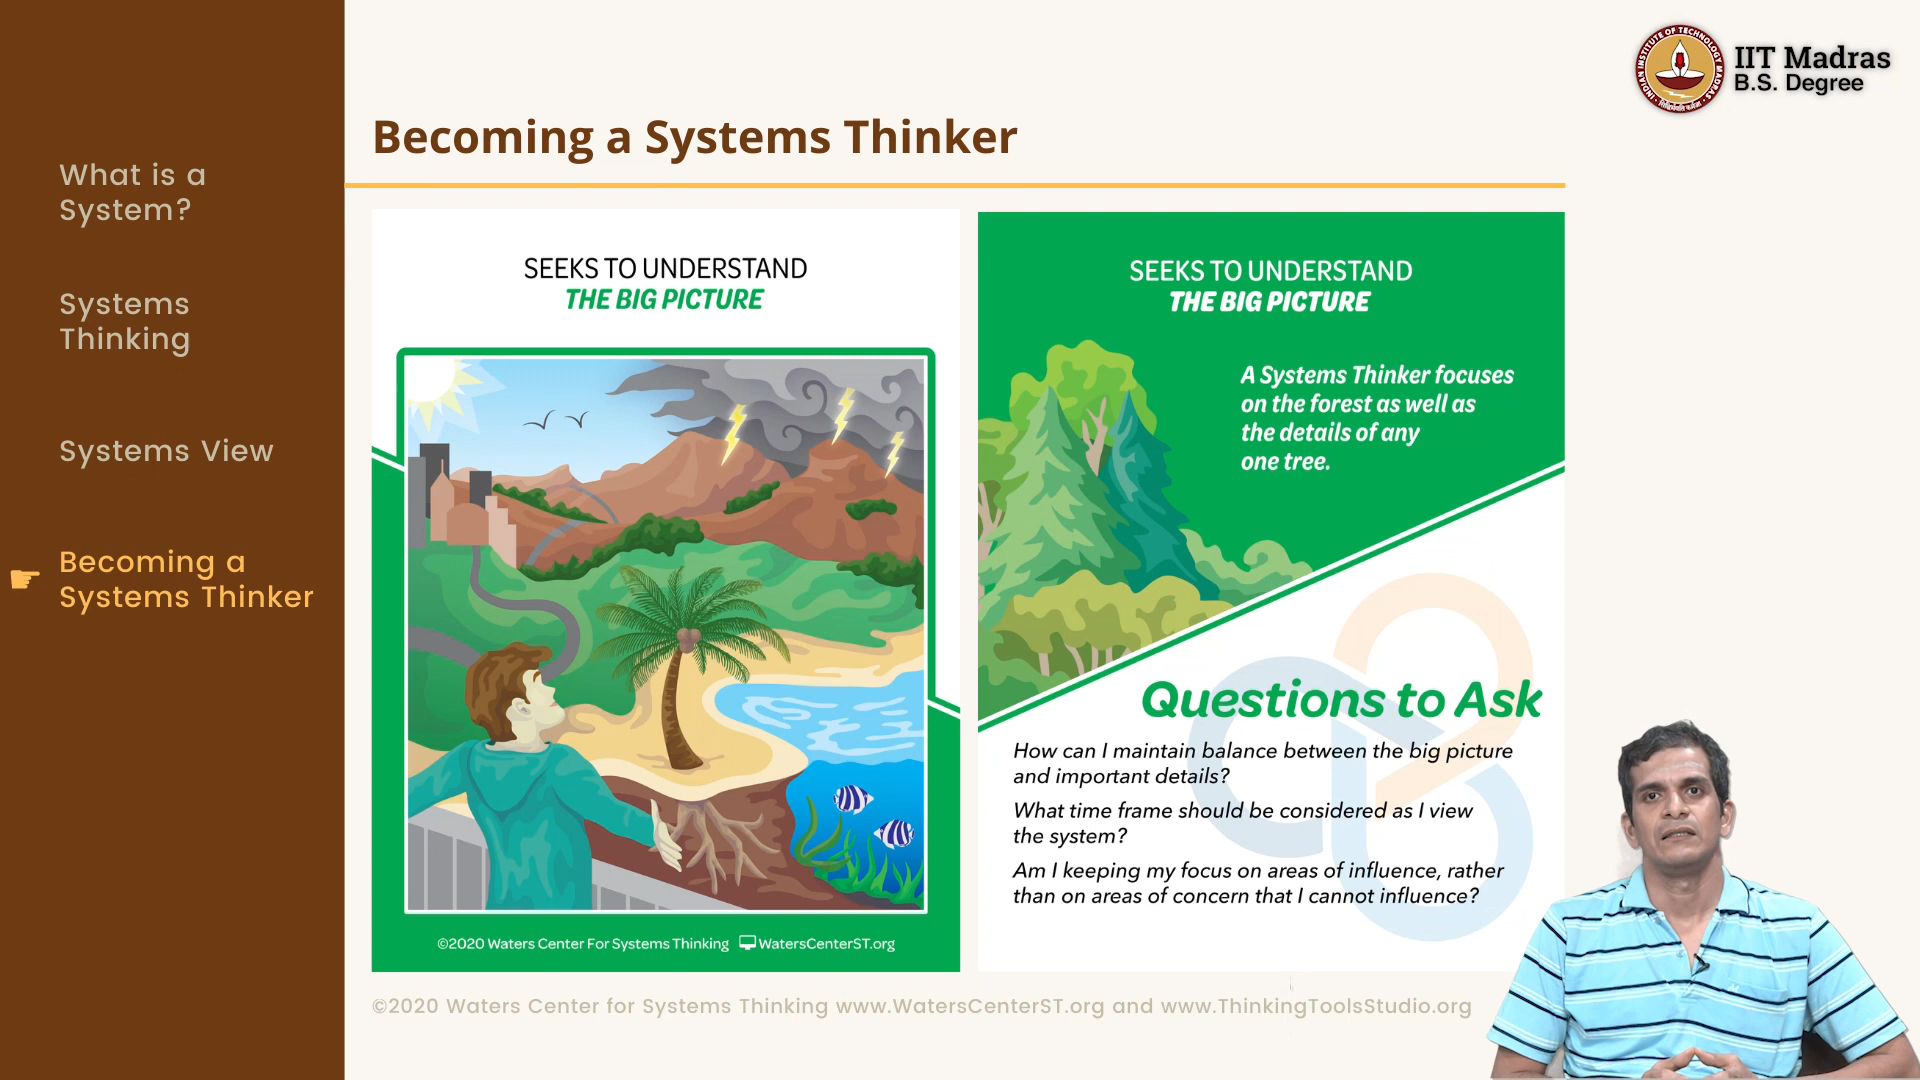 IIT Madras
B.S. Degree
INDIAN INSTITUTE OF TECHNOLOGY MADRAS
Becoming a Systems Thinker
What is a
System?
Systems
Thinking
Systems View
Becoming a
Systems Thinker
SEEKS TO UNDERSTAND
THE BIG PICTURE
©2020 Waters Center For Systems Thinking WatersCenterST.org
SEEKS TO UNDERSTAND
THE BIG PICTURE
A Systems Thinker focuses
on the forest as well as
the details of any
one tree.
Questions to Ask
How can I maintain balance between the big picture
and important details?
What time frame should be considered as I view
the system?
Am I keeping my focus on areas of influence, rather
than on areas of concern that I cannot influence?
©2020 Waters Center for Systems Thinking www.WatersCenterST.org and www.ThinkingToolsStudio.org